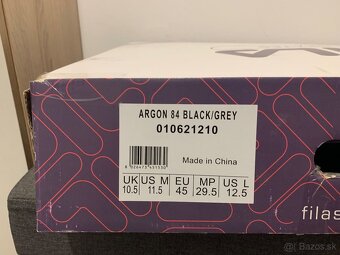 ARGON 84 BLACK/GREY
010621210
Made in China
UK US M EU MP US L
10.5 11.5 45 29.5 12.5
filas
Bazos.sk